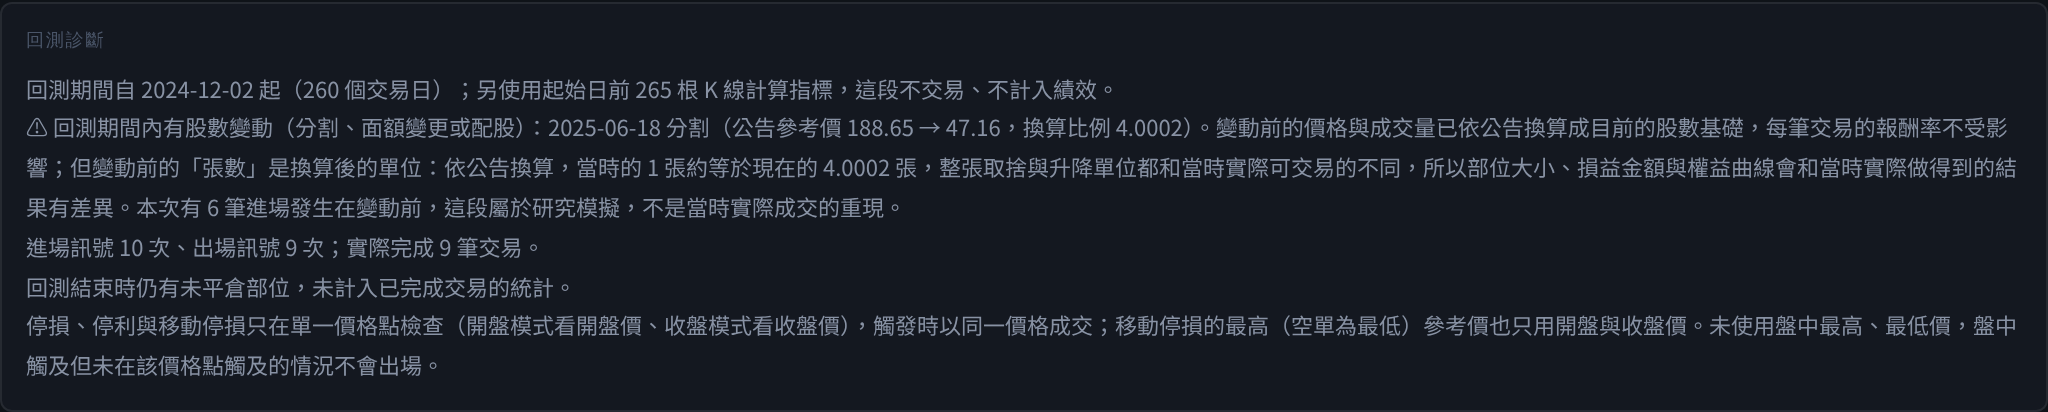 回測診斷
回測期間自 2024-12-02 起（260 個交易日）；另使用起始日前 265 根 K 線計算指標，這段不交易、不計入績效。
⚠ 回測期間內有股數變動（分割、面額變更或配股）：2025-06-18 分割（公告參考價 188.65 → 47.16，換算比例 4.0002）。變動前的價格與成交量已依公告換算成目前的股數基礎，每筆交易的報酬率不受影
響；但變動前的「張數」是換算後的單位：依公告換算，當時的 1 張約等於現在的 4.0002 張，整張取捨與升降單位都和當時實際可交易的不同，所以部位大小、損益金額與權益曲線會和當時實際做得到的結
果有差異。本次有 6 筆進場發生在變動前，這段屬於研究模擬，不是當時實際成交的重現。
進場訊號 10 次、出場訊號 9 次；實際完成 9 筆交易。
回測結束時仍有未平倉部位，未計入已完成交易的統計。
停損、停利與移動停損只在單一價格點檢查（開盤模式看開盤價、收盤模式看收盤價），觸發時以同一價格成交；移動停損的最高（空單為最低）參考價也只用開盤與收盤價。未使用盤中最高、最低價，盤中
觸及但未在該價格點觸及的情況不會出場。